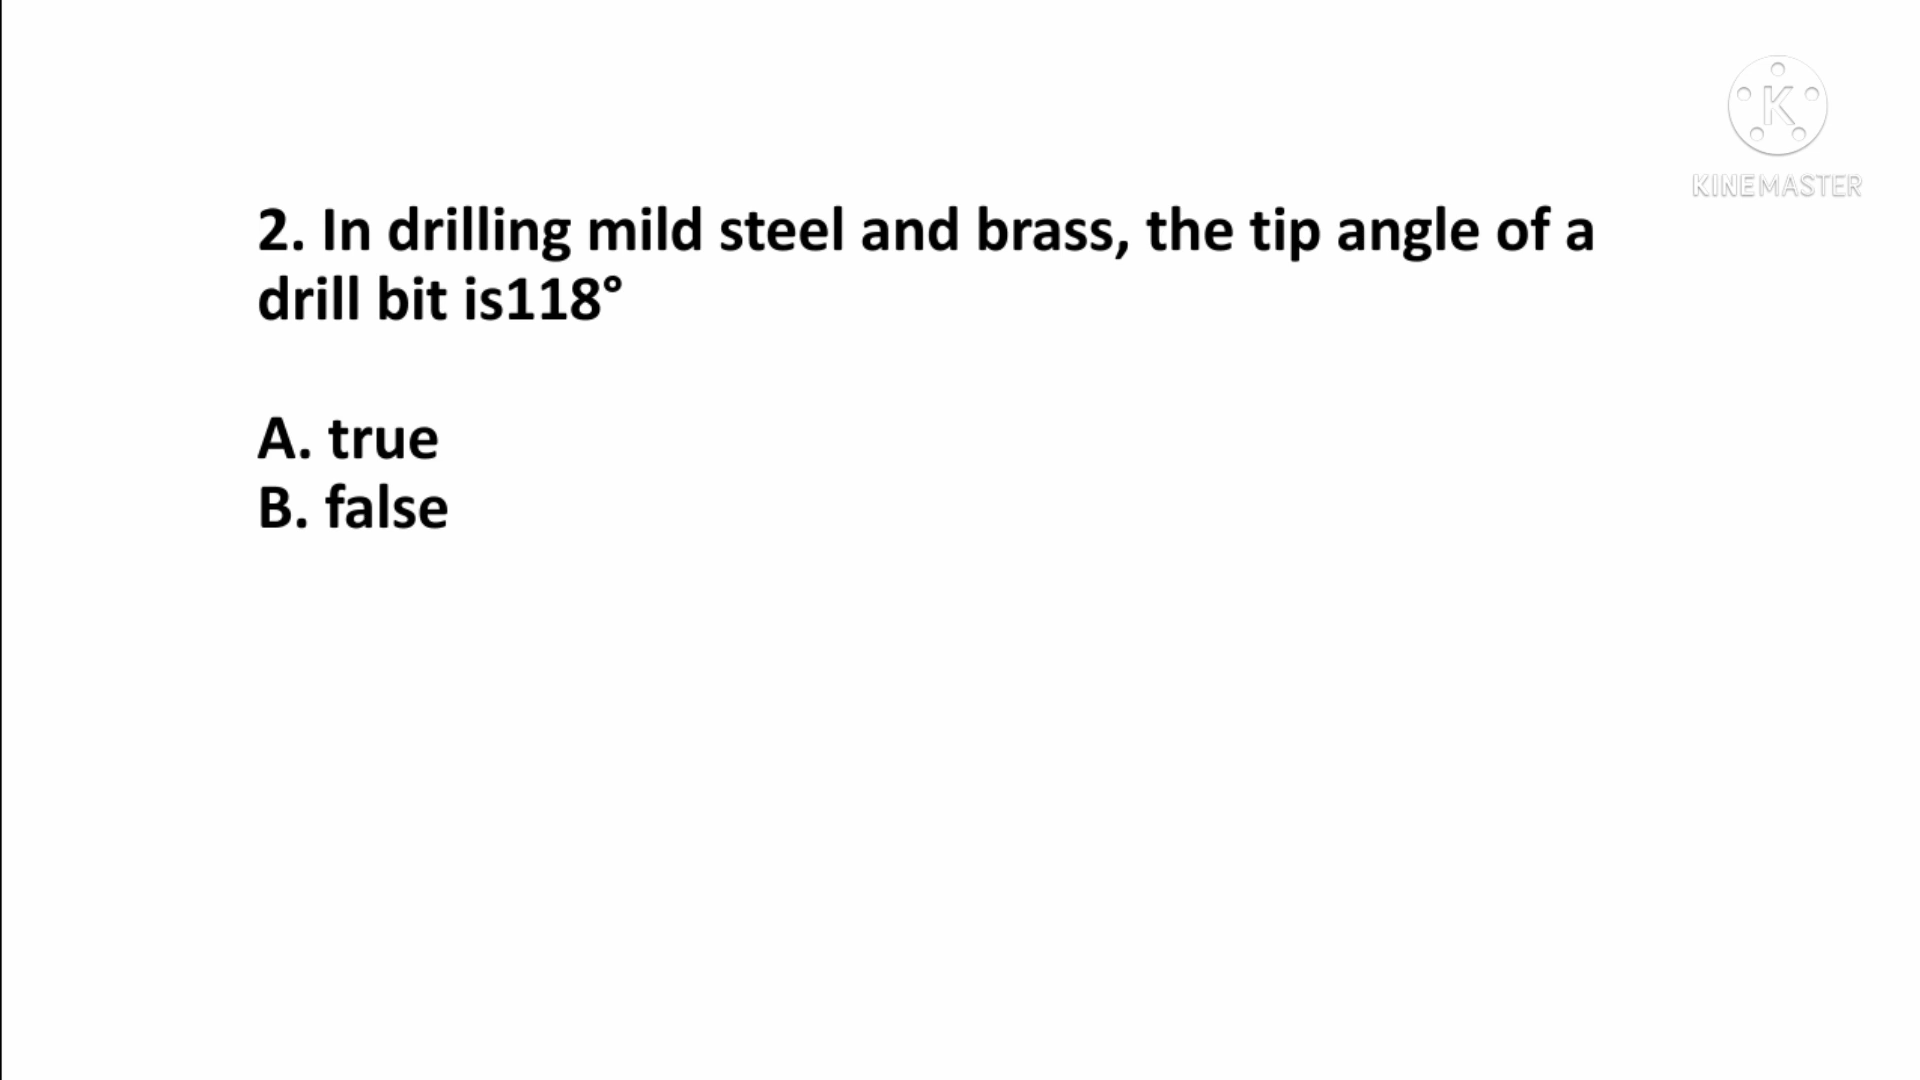 K
KINEMASTER
2. In drilling mild steel and brass, the tip angle of a
drill bit is118°
A. true
B. false